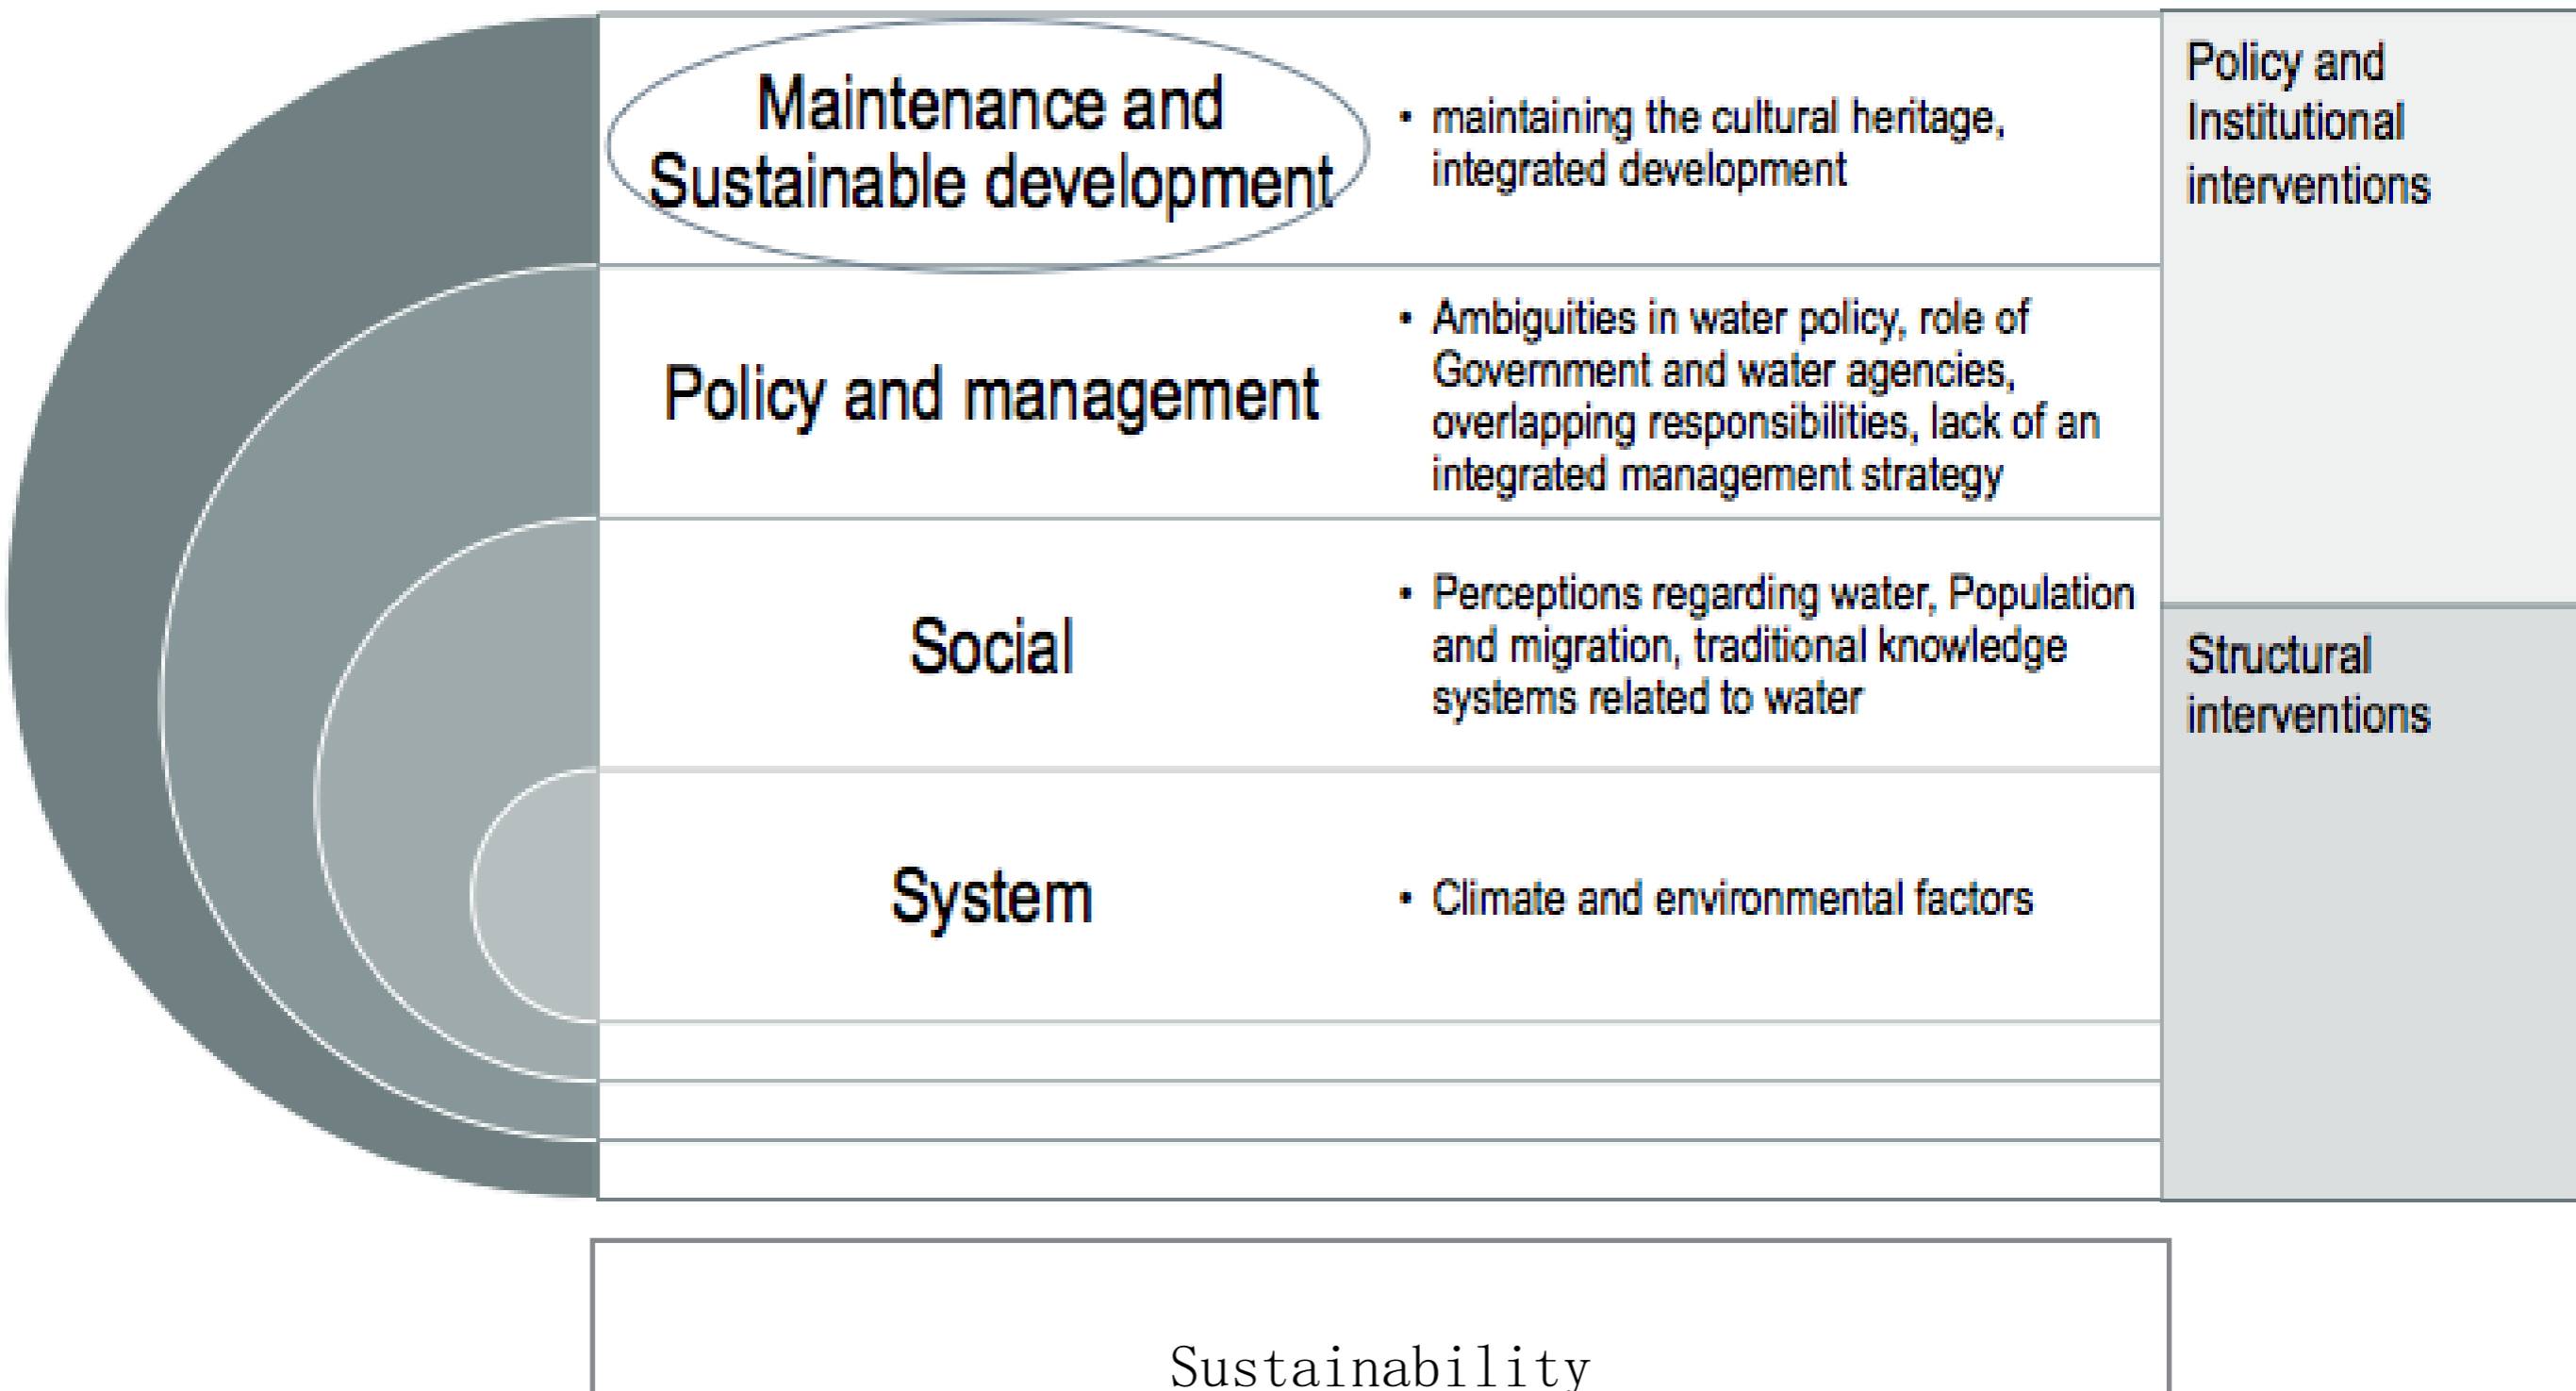 Maintenance and
Sustainable development
• maintaining the cultural heritage,
integrated development
Policy and management
• Ambiguities in water policy, role of
Government and water agencies,
overlapping responsibilities, lack of an
integrated management strategy
Social
• Perceptions regarding water, Population
and migration, traditional knowledge
systems related to water
System
• Climate and environmental factors
Policy and
Institutional
interventions
Structural
interventions
Sustainability